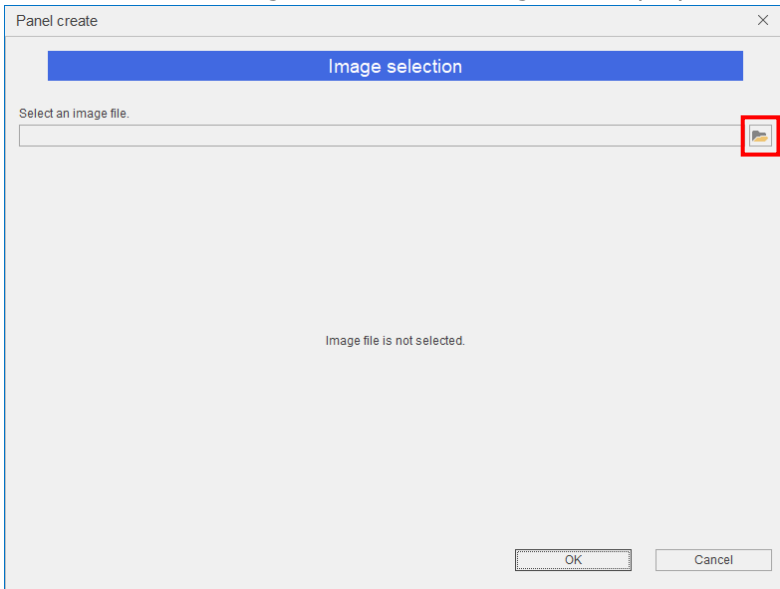 Panel create
Image selection
Select an image file.
Image file is not selected.
OK
Cancel